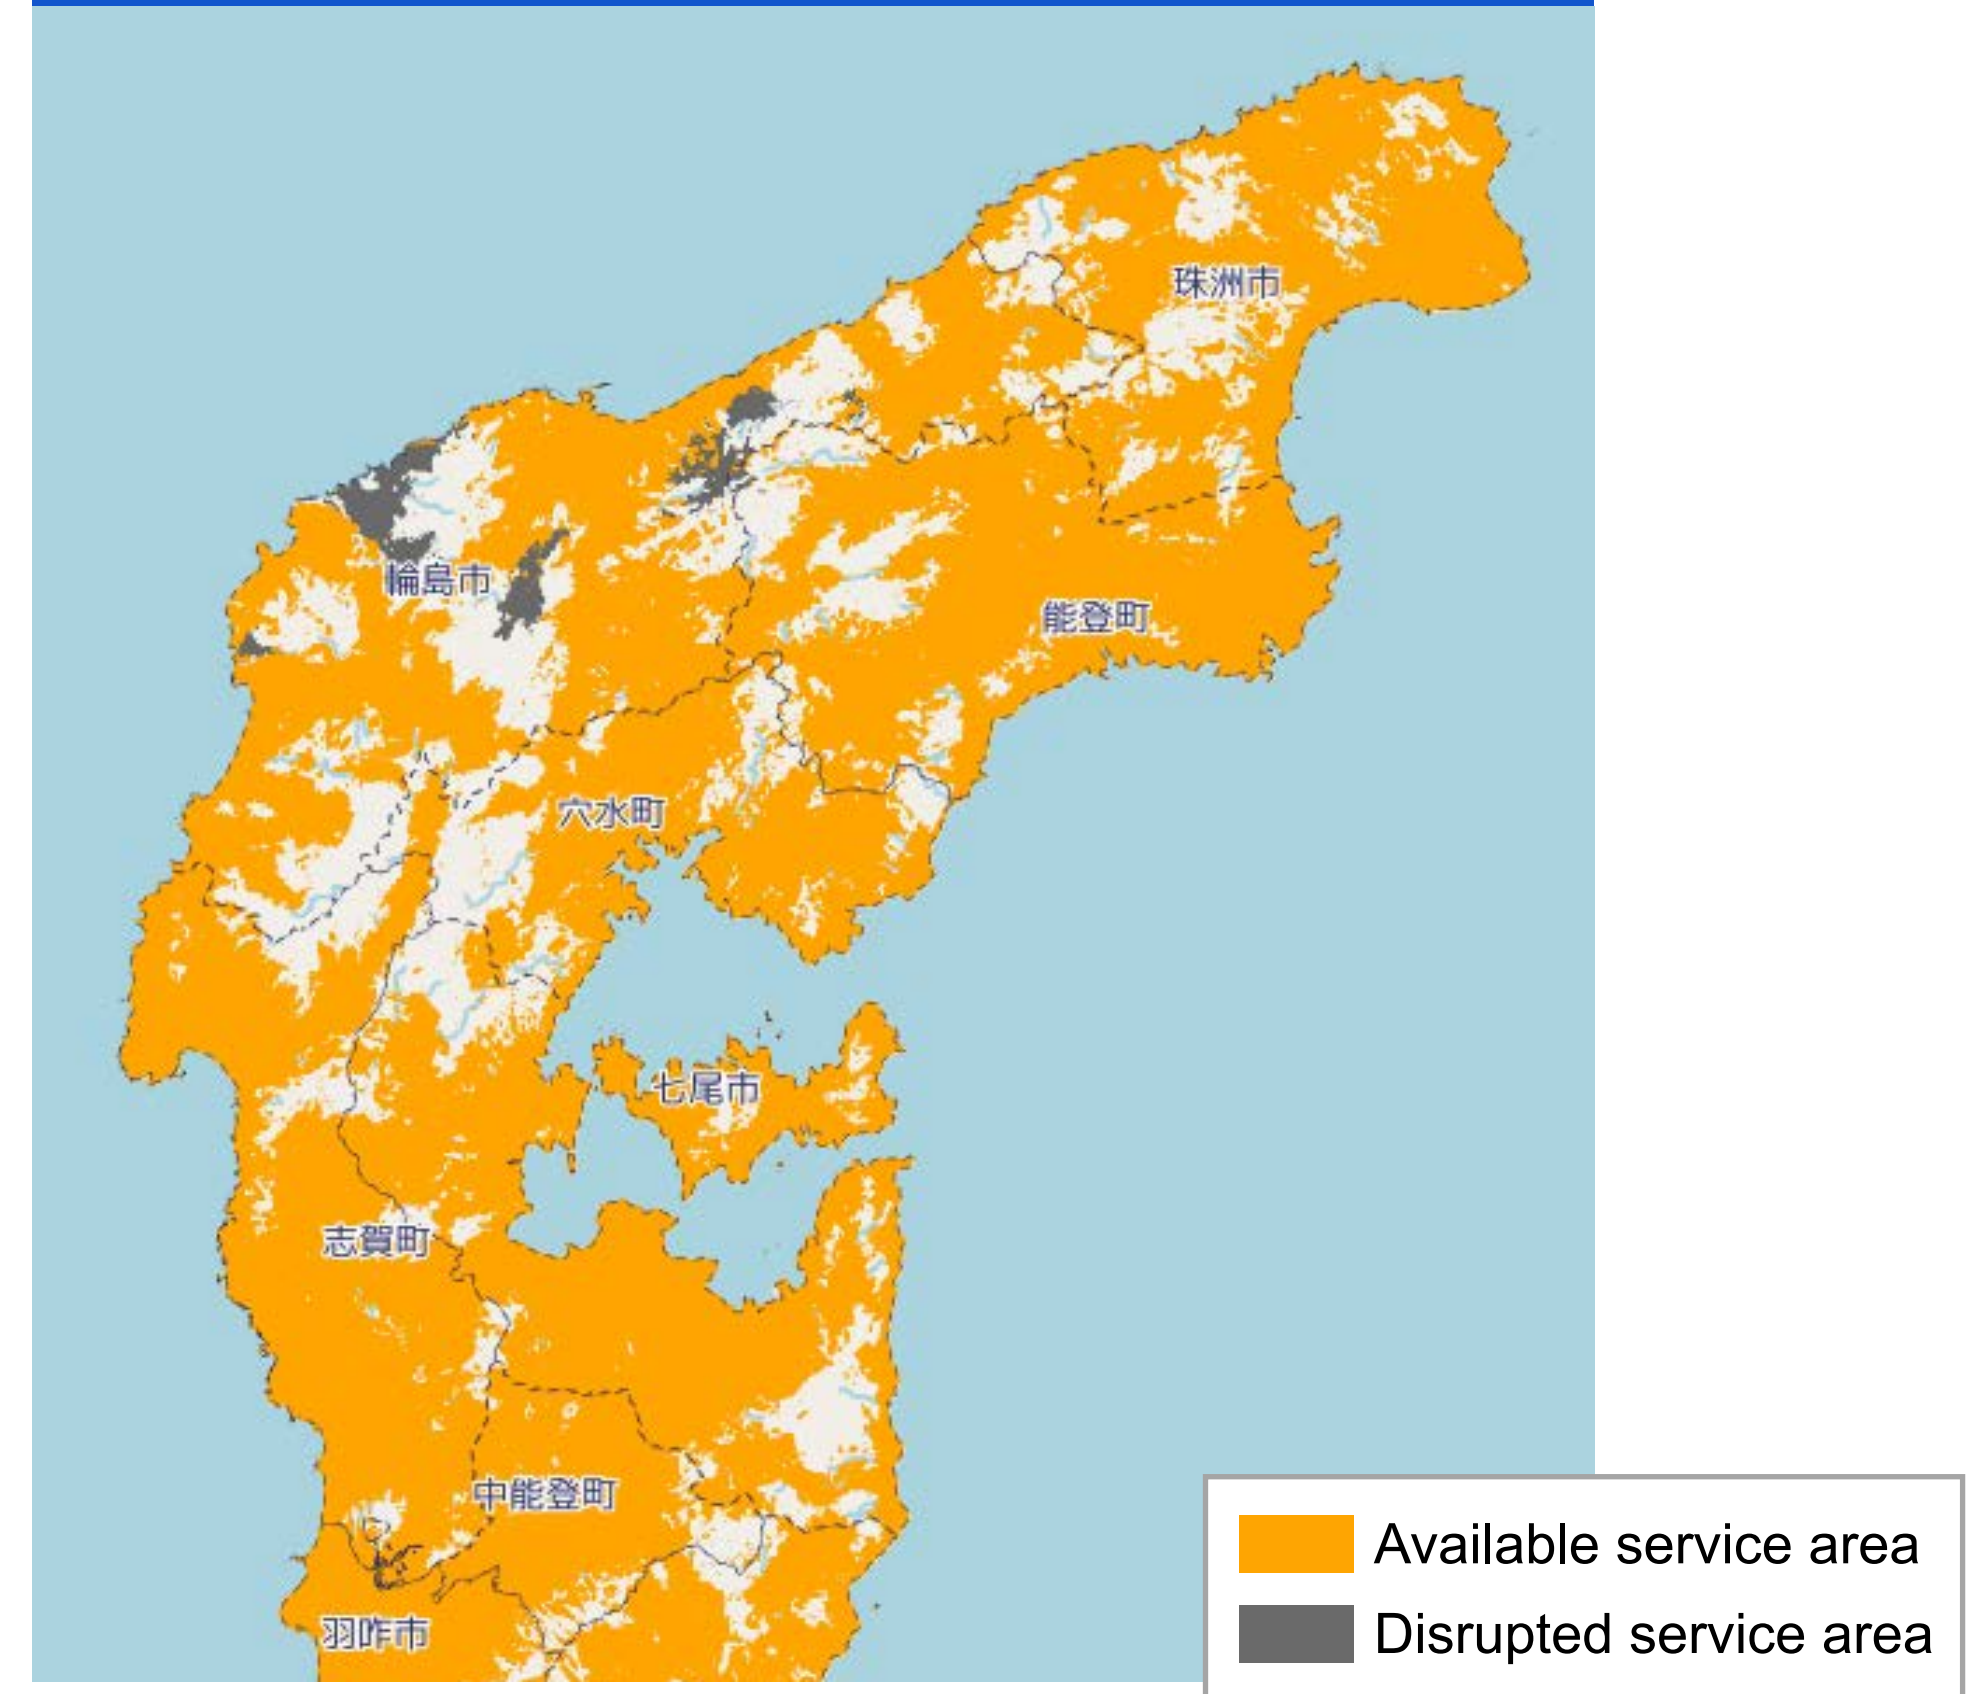 珠洲市
輪島市
能登町
穴水町
七尾市
志賀町
中能登町
羽咋市
Available service area
Disrupted service area